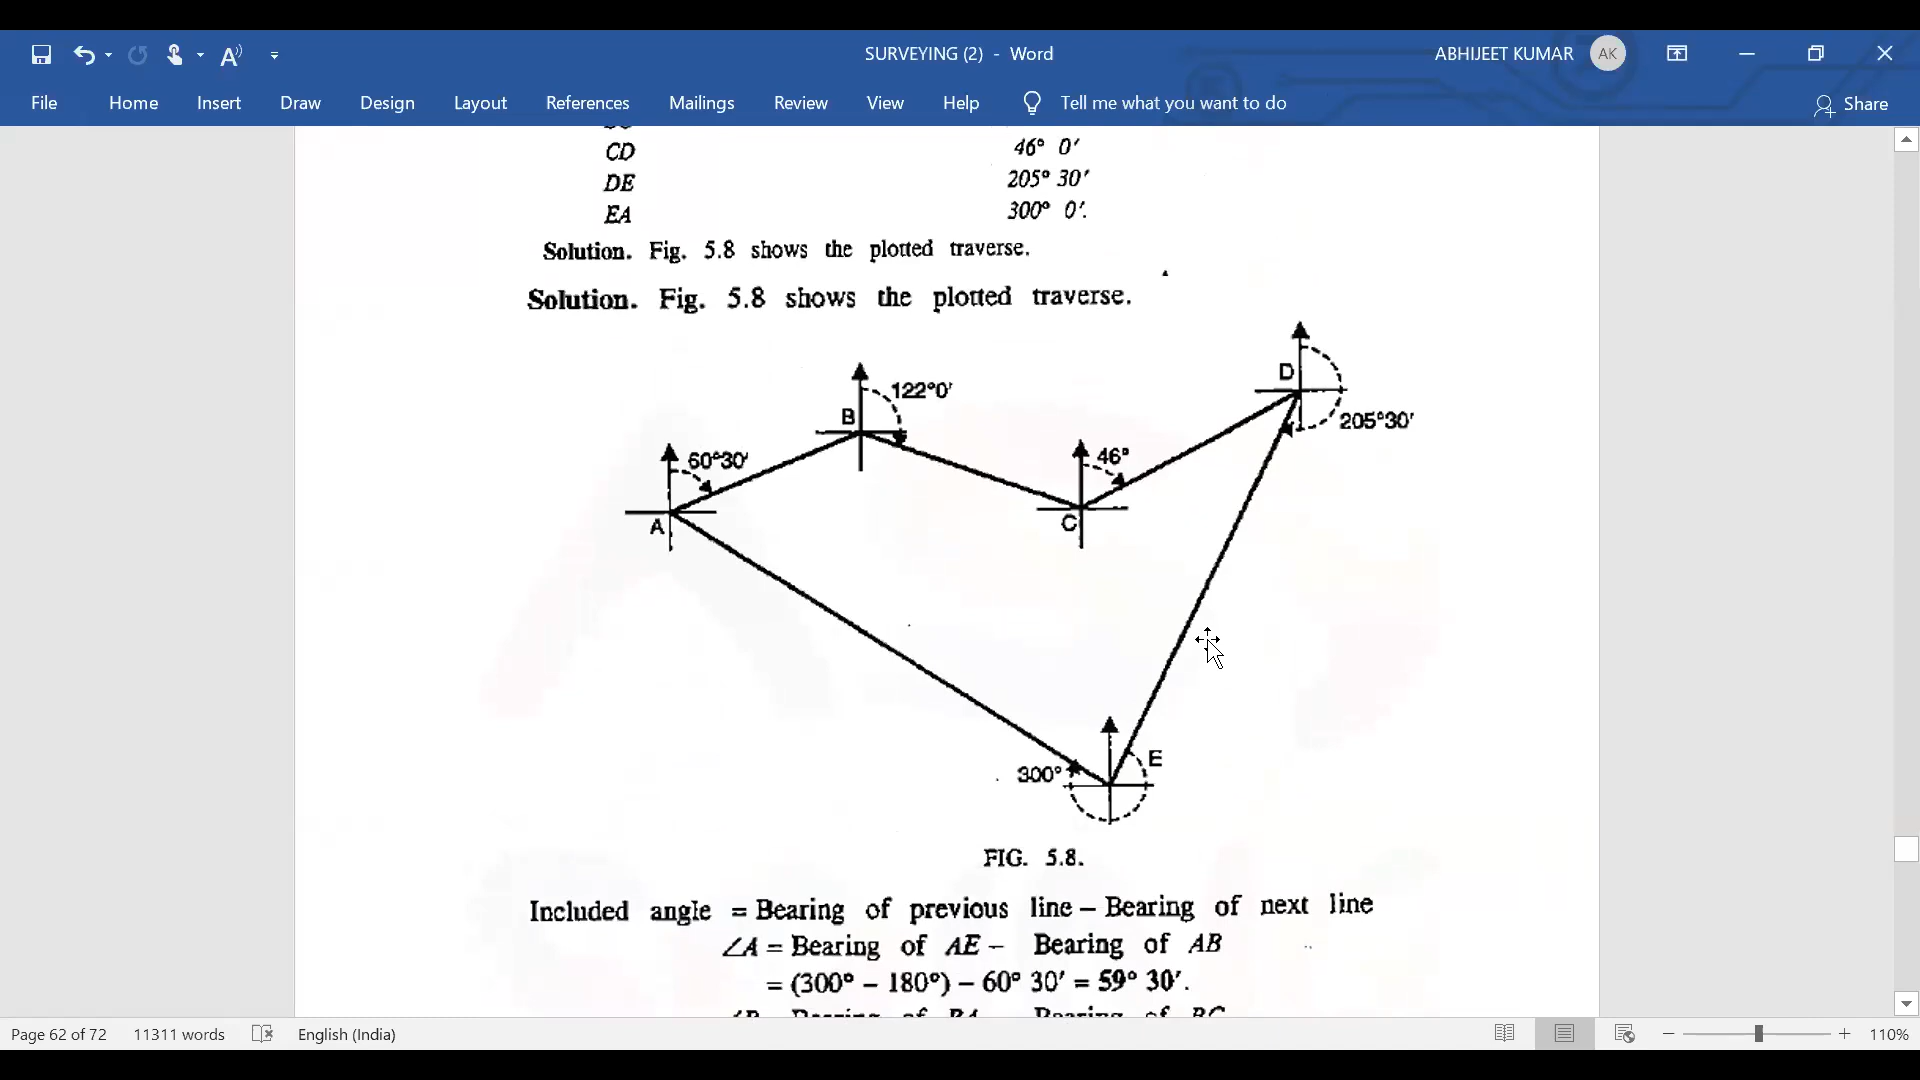 SURVEYING (2) - Word
ABHIJEET KUMAR
AK
File
Home
Insert
Draw
Design
Layout
References
Mailings
Review
View
Help
Tell me what you want to do
Share
CD 46° 0′
DE 205° 30′
EA 300° 0′.
Solution. Fig. 5.8 shows the plotted traverse.
Solution. Fig. 5.8 shows the plotted traverse.
D
122°0′
B
205°30′
60°30′
46°
A
C
E
300°
FIG. 5.8.
Included angle = Bearing of previous line – Bearing of next line
∠A = Bearing of AE – Bearing of AB
= (300° – 180°) – 60° 30′ = 59° 30′.
Page 62 of 72
11311 words
English (India)
110%